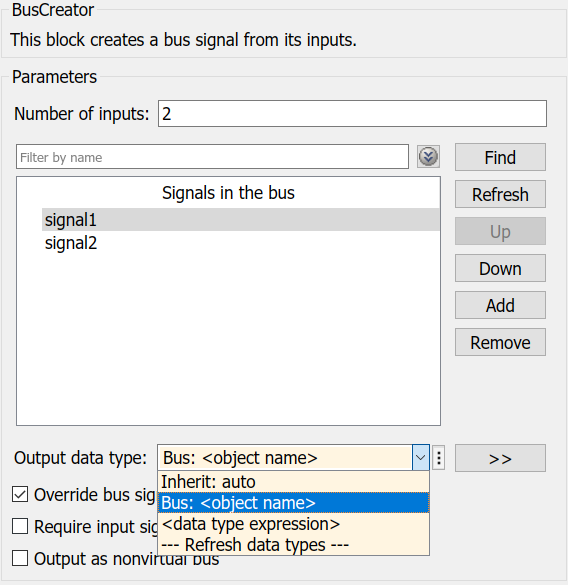 BusCreator
This block creates a bus signal from its inputs.
Parameters
Number of inputs: 2
Filter by name
Find
Signals in the bus
Refresh
signal1
Up
signal2
Down
Add
Remove
Output data type: Bus: <object name> >>
Inherit: auto
Override bus sig Bus: <object name>
Require input sig <data type expression>
--- Refresh data types ---
Output as nonvirtual bus